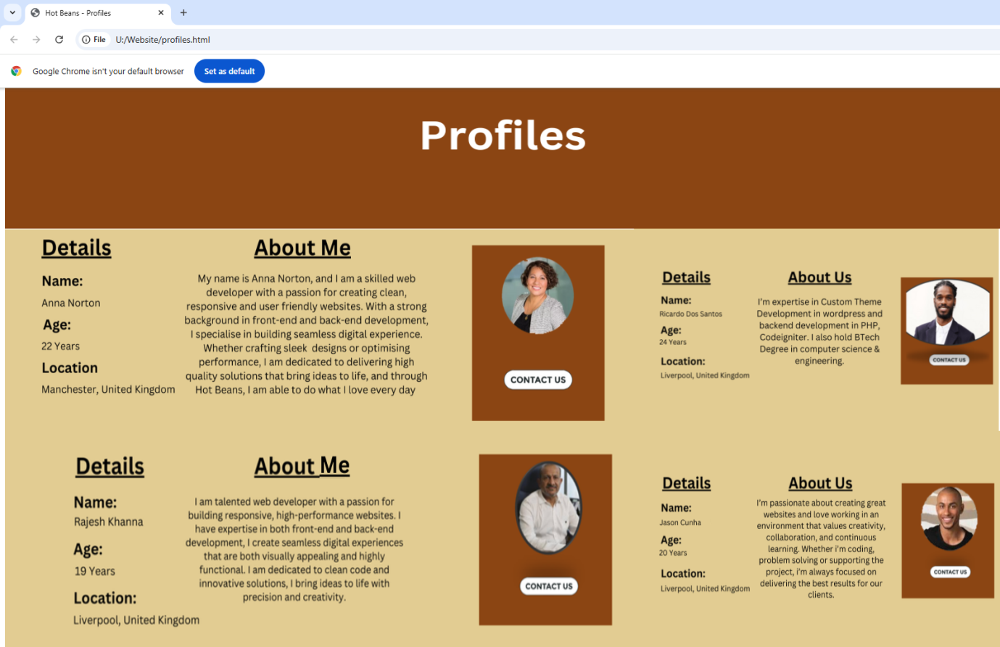 Hot Beans - Profiles
File
U:/Website/profiles.html
Google Chrome isn't your default browser
Set as default
Profiles
Details
Name:
Anna Norton
Age:
22 Years
Location
Manchester, United Kingdom
About Me
My name is Anna Norton, and I am a skilled web
developer with a passion for creating clean,
responsive and user friendly websites. With a strong
background in front-end and back-end development,
I specialise in building seamless digital experience.
Whether crafting sleek designs or optimising
performance, I am dedicated to delivering high
quality solutions that bring ideas to life, and through
Hot Beans, I am able to do what I love every day
CONTACT US
Details
Name:
Ricardo Dos Santos
Age:
24 Years
Location:
Liverpool, United Kingdom
About Us
I'm expertise in Custom Theme
Development in wordpress and
backend development in PHP,
Codeigniter. I also hold BTech
Degree in computer science &
engineering.
CONTACT US
Details
Name:
Rajesh Khanna
Age:
19 Years
Location:
Liverpool, United Kingdom
About Me
I am talented web developer with a passion for
building responsive, high-performance websites. I
have expertise in both front-end and back-end
development, I create seamless digital experiences
that are both visually appealing and highly
functional. I am dedicated to clean code and
innovative solutions, I bring ideas to life with
precision and creativity.
CONTACT US
Details
Name:
Jason Cunha
Age:
20 Years
Location:
Liverpool, United Kingdom
About Us
I'm passionate about creating great
websites and love working in an
environment that values creativity,
collaboration, and continuous
learning. Whether i'm coding,
problem solving or supporting the
project, i'm always focused on
delivering the best results for our
clients.
CONTACT US